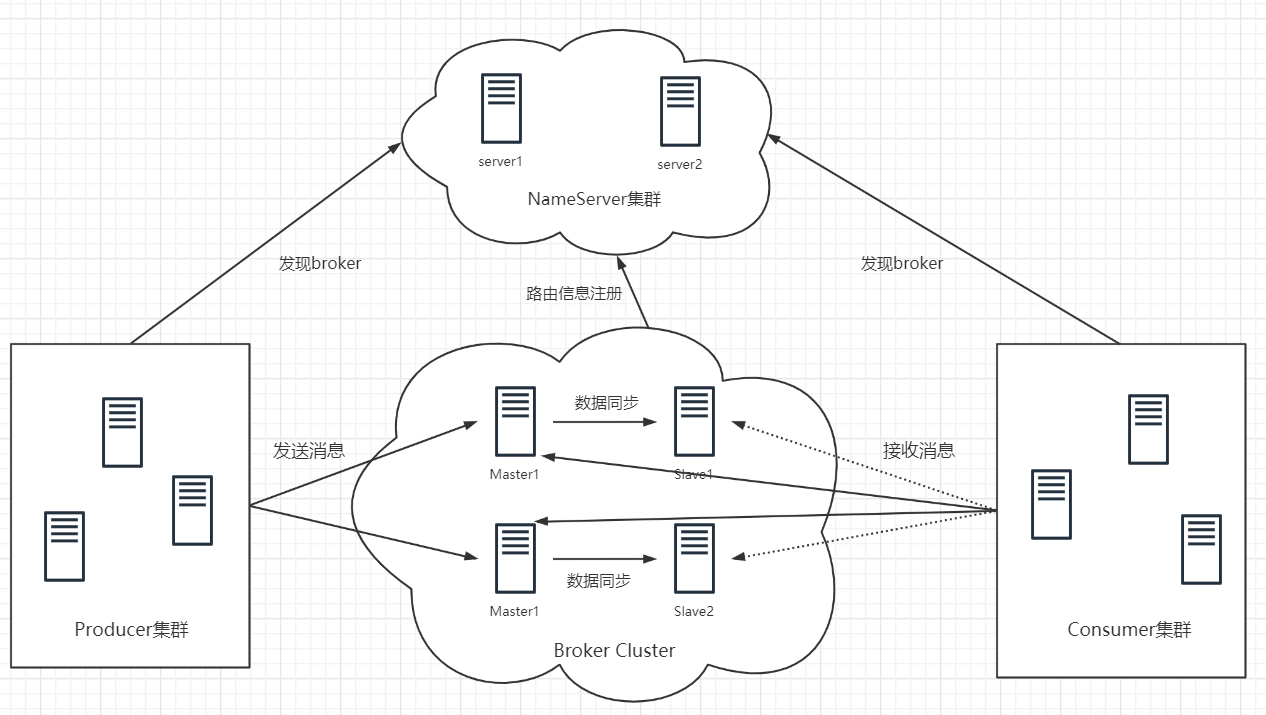 server1
server2
NameServer集群
发现broker
发现broker
路由信息注册
数据同步
发送消息
接收消息
Master1
Slave1
数据同步
Master1
Slave2
Producer集群
Consumer集群
Broker Cluster